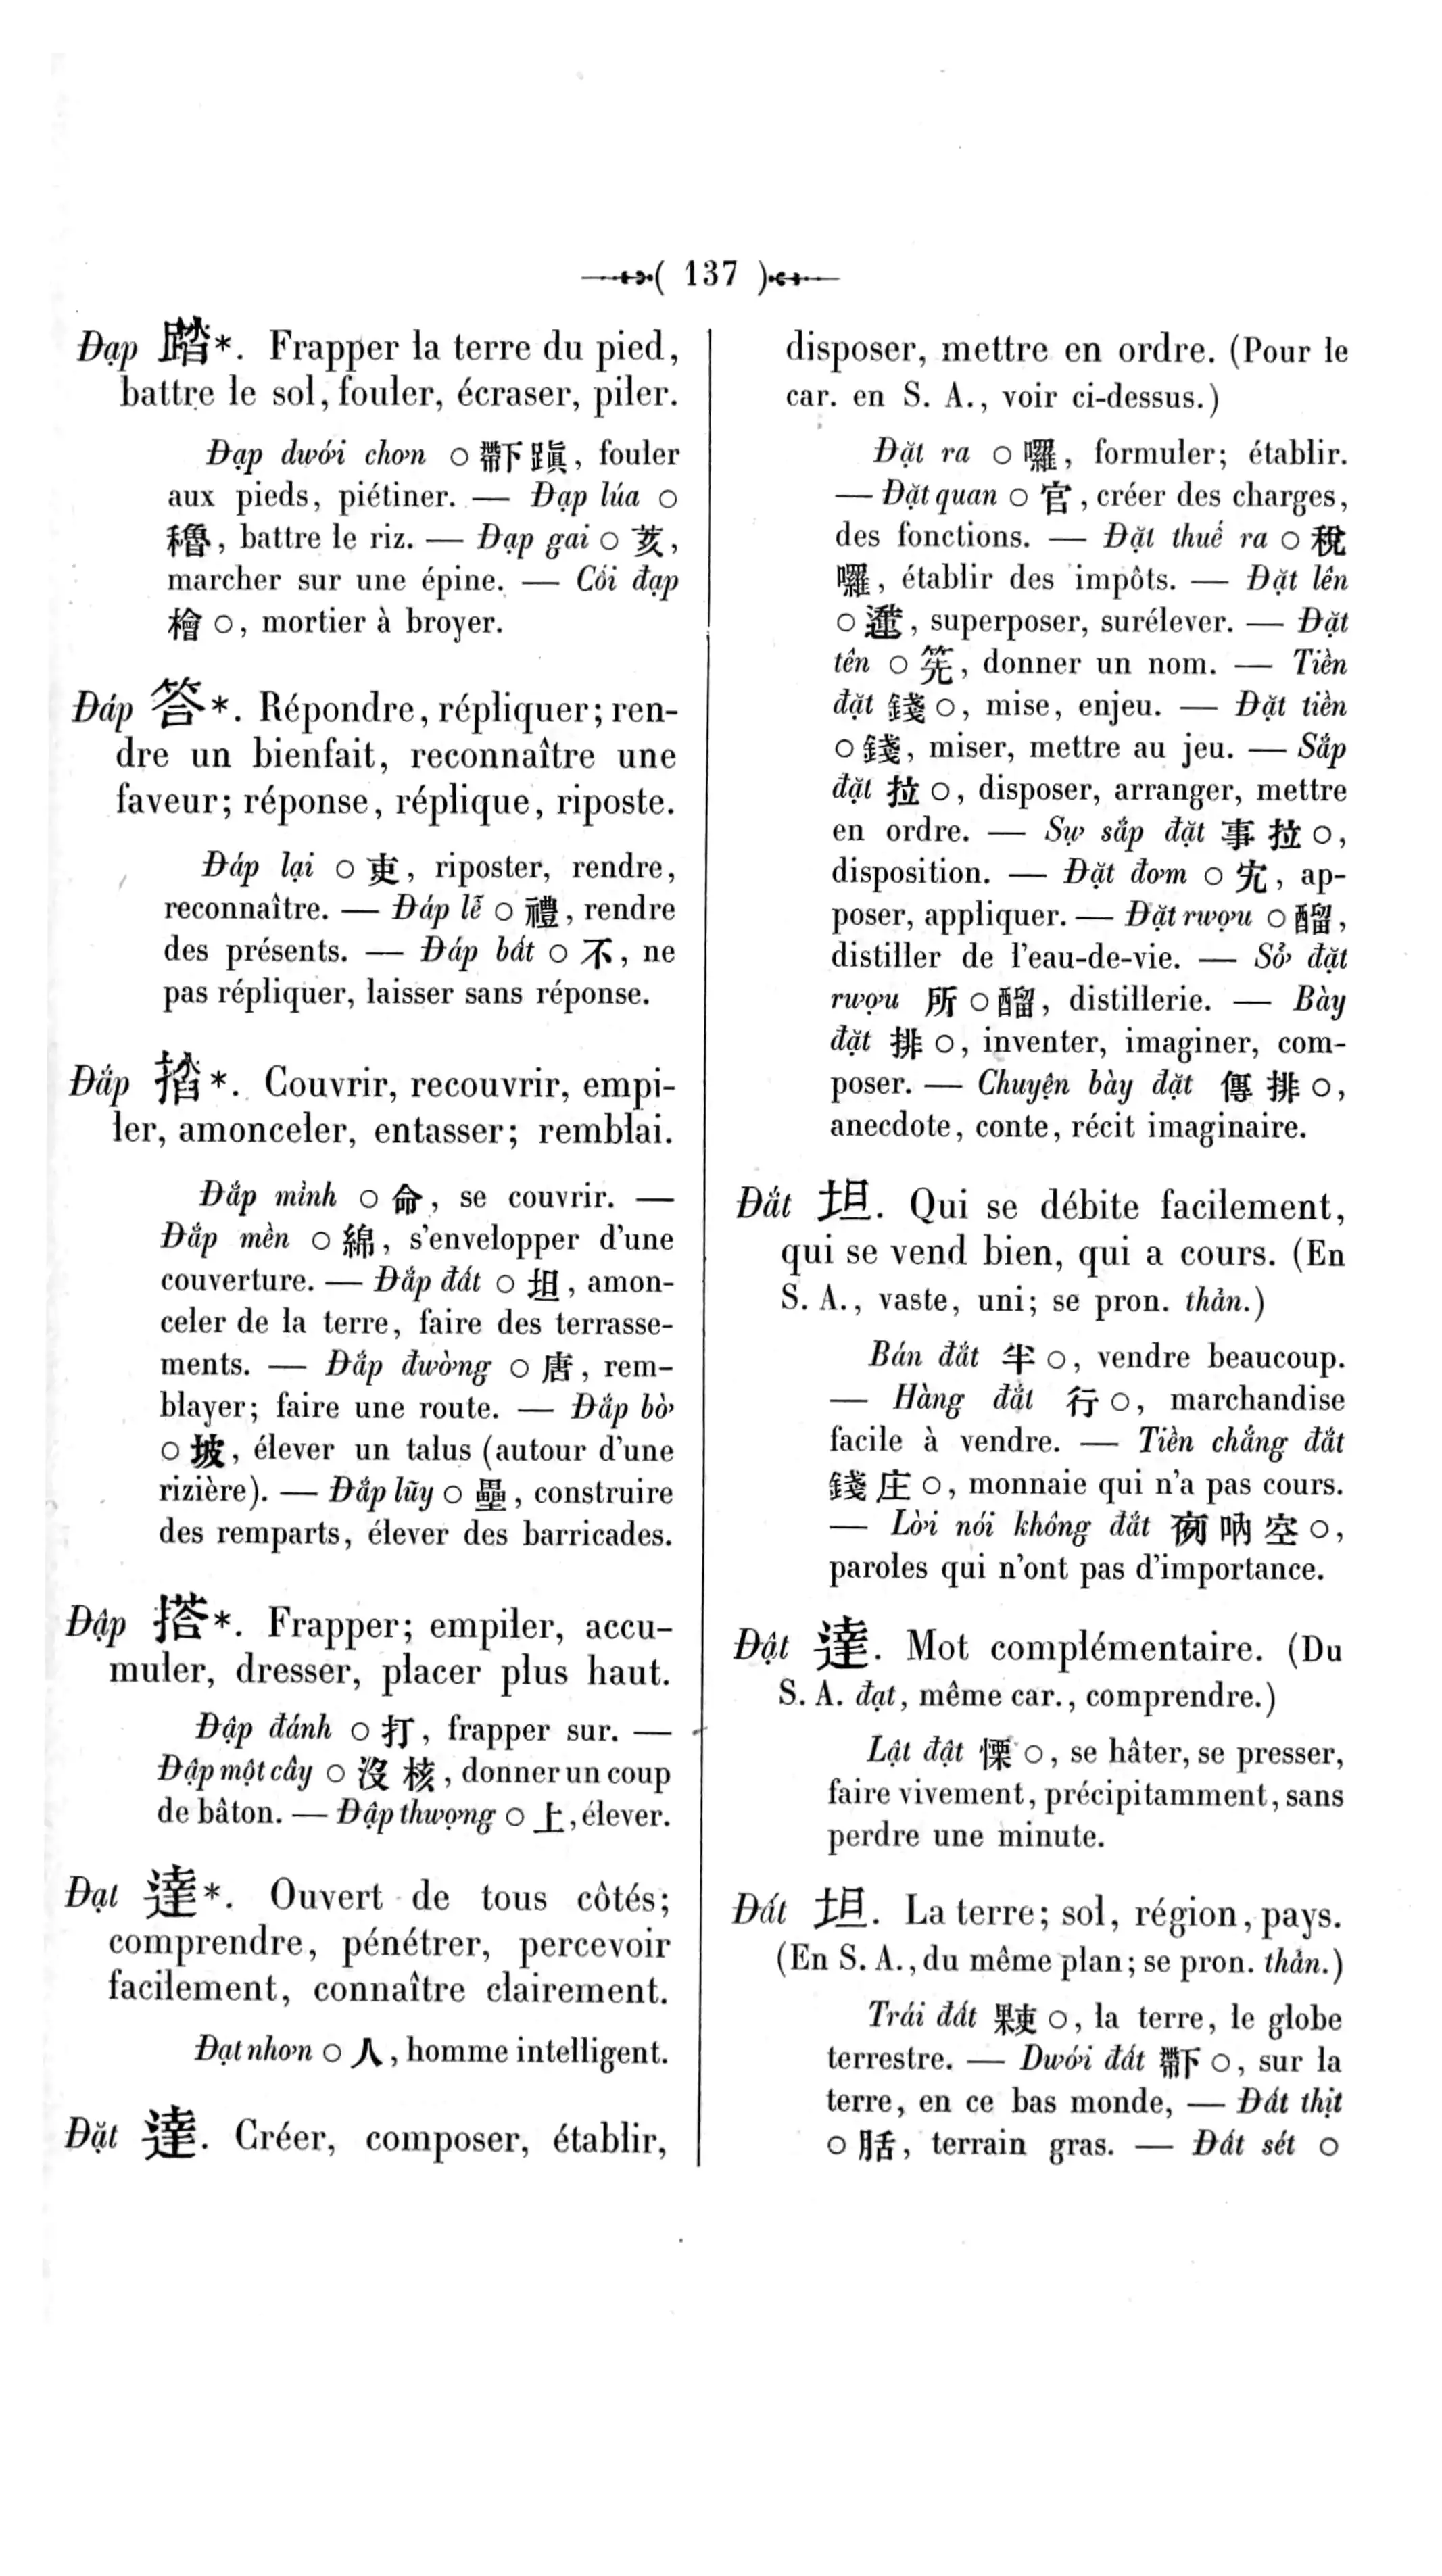 ( 137 )
Đạp 踏*. Frapper la terre du pied,
battre le sol, fouler, écraser, piler.
Đạp dưới chơn ○ 蹎, fouler
aux pieds, piétiner. — Đạp lúa ○
穭, battre le riz. — Đạp gai ○ 荄,
marcher sur une épine. — Cối đạp
檜 ○, mortier à broyer.
Đáp 答*. Répondre, répliquer; ren-
dre un bienfait, reconnaître une
faveur; réponse, réplique, riposte.
Đáp lại ○ 吏, riposter, rendre,
reconnaître. — Đáp lễ ○ 禮, rendre
des présents. — Đáp bất ○ 不, ne
pas répliquer, laisser sans réponse.
Đắp *. Couvrir, recouvrir, empi-
ler, amonceler, entasser; remblai.
Đắp mình ○ 命, se couvrir. —
Đắp mền ○ 綿, s'envelopper d'une
couverture. — Đắp đất ○ 坦, amon-
celer de la terre, faire des terrasse-
ments. — Đắp đường ○ 唐, rem-
blayer; faire une route. — Đắp bờ
○ 坡, élever un talus (autour d'une
rizière). — Đắp lũy ○ 壘, construire
des remparts, élever des barricades.
Đập 搭*. Frapper; empiler, accu-
muler, dresser, placer plus haut.
Đập đánh ○ 打, frapper sur. —
Đập một cây ○ 沒 核, donner un coup
de bâton. — Đập thượng ○ 上, élever.
Đạt 達*. Ouvert de tous côtés;
comprendre, pénétrer, percevoir
facilement, connaître clairement.
Đạt nhơn ○ 人, homme intelligent.
Đặt 達. Créer, composer, établir,
disposer, mettre en ordre. (Pour le
car. en S. A., voir ci-dessus.)
Đặt ra ○ 囉, formuler; établir.
— Đặt quan ○ 官, créer des charges,
des fonctions. — Đặt thuế ra ○ 稅
囉, établir des impôts. — Đặt lên
○ , superposer, surélever. — Đặt
tên ○ 筅, donner un nom. — Tiền
đặt 錢 ○, mise, enjeu. — Đặt tiền
○ 錢, miser, mettre au jeu. — Sắp
đặt 拉 ○, disposer, arranger, mettre
en ordre. — Sự sắp đặt 事 拉 ○,
disposition. — Đặt đơm ○ , ap-
poser, appliquer. — Đặt rượu ○ 醖,
distiller de l'eau-de-vie. — Sở đặt
rượu 所 ○ , distillerie. — Bày
đặt 排 ○, inventer, imaginer, com-
poser. — Chuyện bày đặt 傳 排 ○,
anecdote, conte, récit imaginaire.
Đắt 坦. Qui se débite facilement,
qui se vend bien, qui a cours. (En
S. A., vaste, uni; se pron. thản.)
Bán đắt 半 ○, vendre beaucoup.
— Hàng đắt 行 ○, marchandise
facile à vendre. — Tiền chẳng đắt
錢 庄 ○, monnaie qui n'a pas cours.
— Lời nói không đắt 吶 空 ○,
paroles qui n'ont pas d'importance.
Đật 達. Mot complémentaire. (Du
S. A. đạt, même car., comprendre.)
Lật đật 慄 ○, se hâter, se presser,
faire vivement, précipitamment, sans
perdre une minute.
Đất 坦. La terre; sol, région, pays.
(En S. A., du même plan; se pron. thản.)
Trái đất ○, la terre, le globe
terrestre. — Dưới đất ○, sur la
terre, en ce bas monde, — Đất thịt
○ , terrain gras. — Đất sét ○